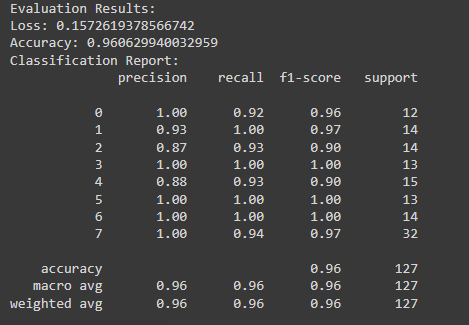 Evaluation Results:
Loss: 0.1572619378566742
Accuracy: 0.960629940032959
Classification Report:
precision recall f1-score support
0 1.00 0.92 0.96 12
1 0.93 1.00 0.97 14
2 0.87 0.93 0.90 14
3 1.00 1.00 1.00 13
4 0.88 0.93 0.90 15
5 1.00 1.00 1.00 13
6 1.00 1.00 1.00 14
7 1.00 0.94 0.97 32
accuracy 0.96 127
macro avg 0.96 0.96 0.96 127
weighted avg 0.96 0.96 0.96 127